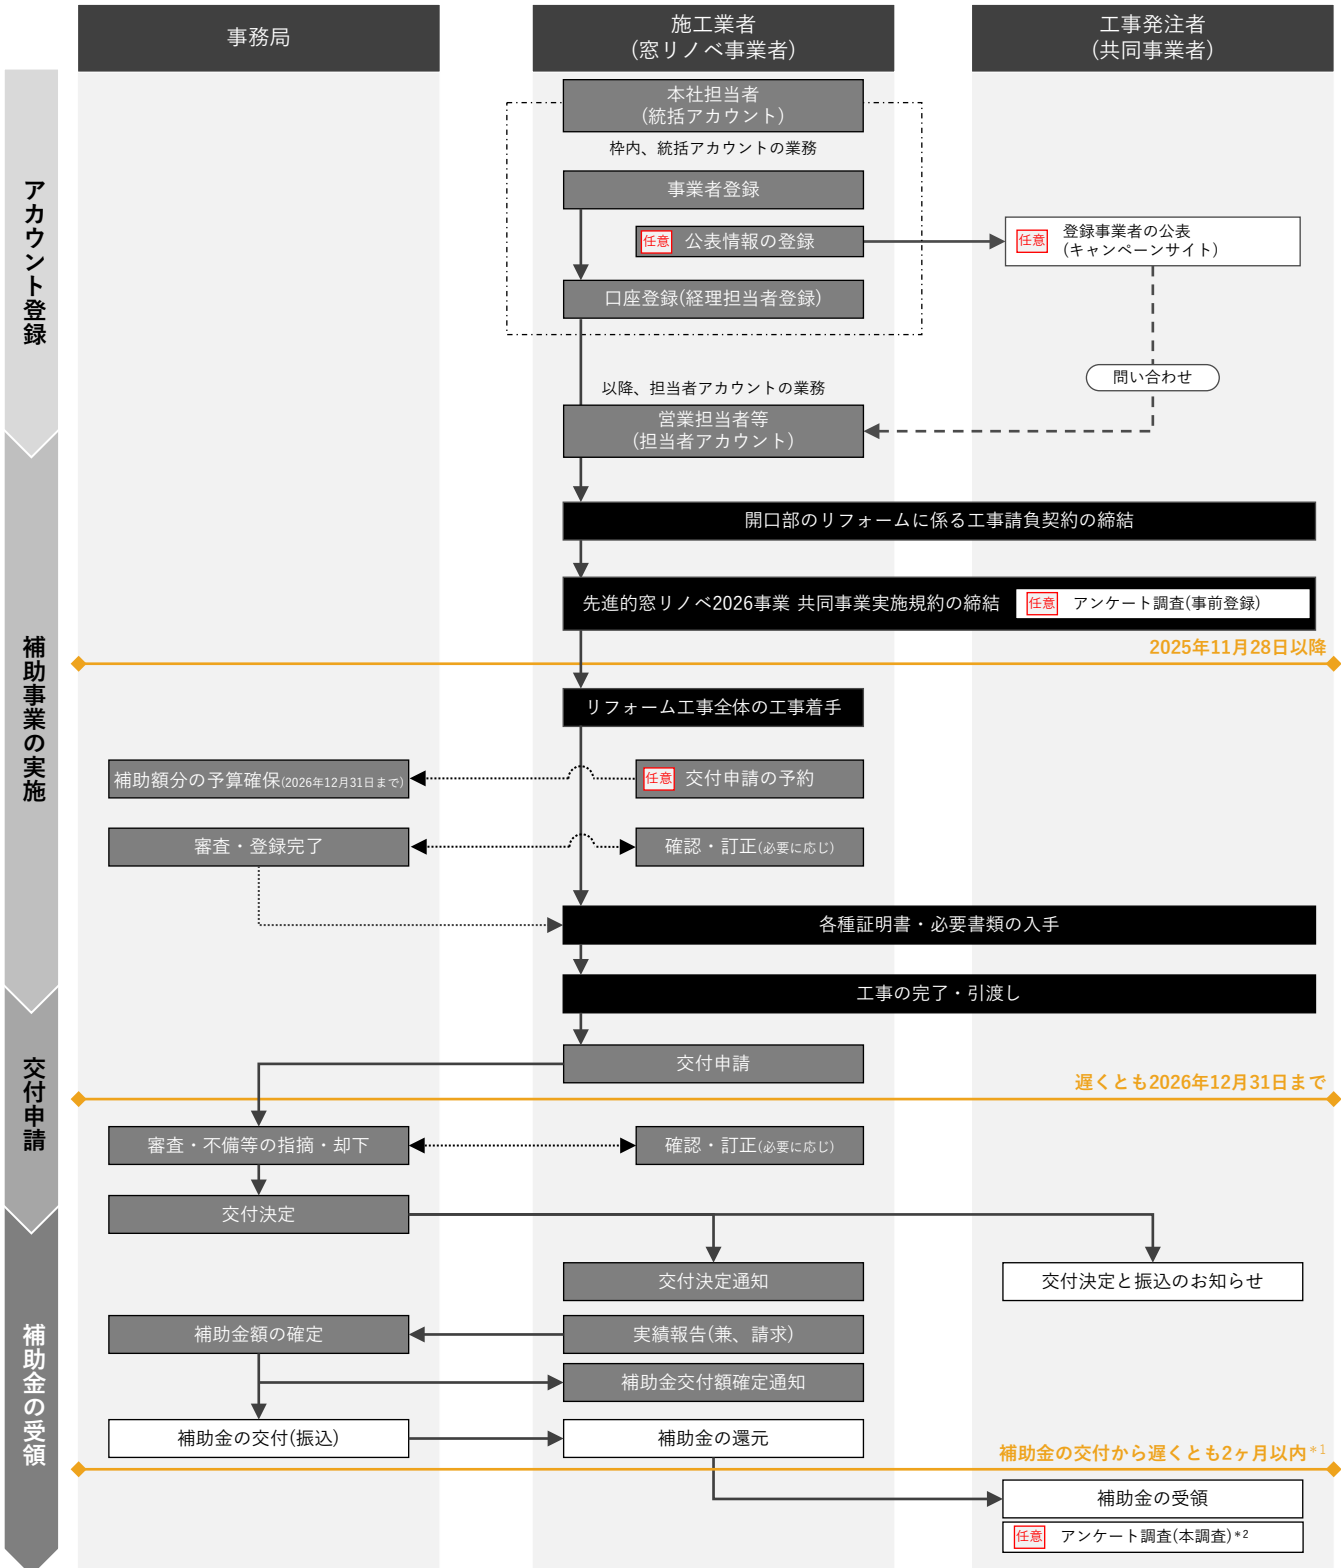 事務局
施工業者
(窓リノベ事業者)
工事発注者
(共同事業者)
アカウント登録
本社担当者
(統括アカウント)
枠内、統括アカウントの業務
事業者登録
任意 公表情報の登録
任意 登録事業者の公表
(キャンペーンサイト)
口座登録(経理担当者登録)
問い合わせ
以降、担当者アカウントの業務
営業担当者等
(担当者アカウント)
補助事業の実施
開口部のリフォームに係る工事請負契約の締結
先進的窓リノベ2026事業 共同事業実施規約の締結 任意 アンケート調査(事前登録)
2025年11月28日以降
リフォーム工事全体の工事着手
補助額分の予算確保(2026年12月31日まで)
任意 交付申請の予約
審査・登録完了
確認・訂正(必要に応じ)
各種証明書・必要書類の入手
工事の完了・引渡し
交付申請
交付申請
遅くとも2026年12月31日まで
審査・不備等の指摘・却下
確認・訂正(必要に応じ)
交付決定
補助金の受領
交付決定通知
交付決定と振込のお知らせ
補助金額の確定
実績報告(兼、請求)
補助金交付額確定通知
補助金の交付(振込)
補助金の還元
補助金の交付から遅くとも2ヶ月以内*1
補助金の受領
任意 アンケート調査(本調査)*2